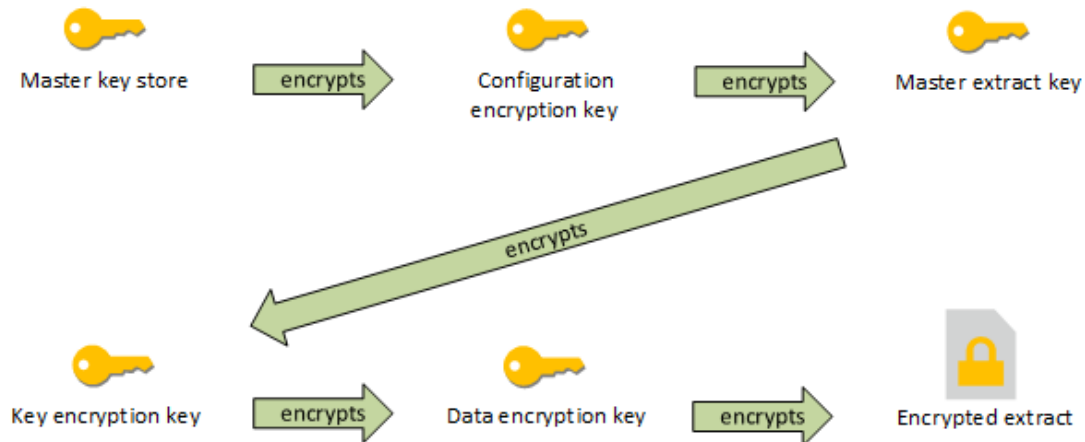 Master key store
encrypts
Configuration
encryption key
encrypts
Master extract key
encrypts
Key encryption key
encrypts
Data encryption key
encrypts
Encrypted extract